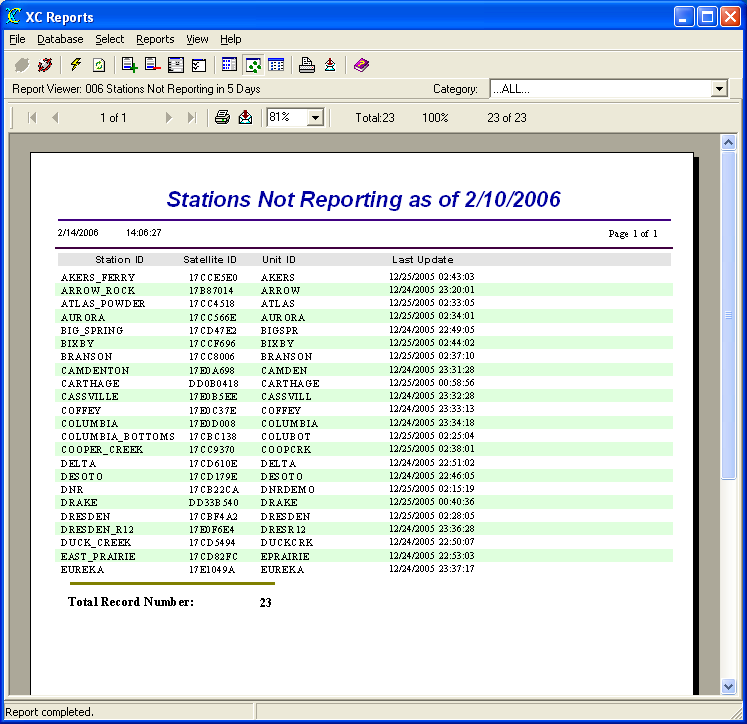 XC Reports
File Database Select Reports View Help
Report Viewer: 006 Stations Not Reporting in 5 Days Category: ...ALL...
1 of 1 81% Total:23 100% 23 of 23
Stations Not Reporting as of 2/10/2006
2/14/2006 14:06:27 Page 1 of 1
Station ID Satellite ID Unit ID Last Update
AKERS_FERRY 17CCE5E0 AKERS 12/25/2005 02:43:03
ARROW_ROCK 17B87014 ARROW 12/24/2005 23:20:01
ATLAS_POWDER 17CC4518 ATLAS 12/25/2005 02:33:05
AURORA 17CC566E AURORA 12/25/2005 02:34:01
BIG_SPRING 17CD47E2 BIGSPR 12/24/2005 22:49:05
BIXBY 17CCF696 BIXBY 12/25/2005 02:44:02
BRANSON 17CC8006 BRANSON 12/25/2005 02:37:10
CAMDENTON 17E0A698 CAMDEN 12/24/2005 23:31:28
CARTHAGE DD0B0418 CARTHAGE 12/25/2005 00:58:56
CASSVILLE 17E0B5EE CASSVILL 12/24/2005 23:32:28
COFFEY 17E0C37E COFFEY 12/24/2005 23:33:13
COLUMBIA 17E0D008 COLUMBIA 12/24/2005 23:34:18
COLUMBIA_BOTTOMS 17CBC138 COLUBOT 12/25/2005 02:25:04
COOPER_CREEK 17CC9370 COOPCRK 12/25/2005 02:38:01
DELTA 17CD610E DELTA 12/24/2005 22:51:02
DESOTO 17CD179E DESOTO 12/24/2005 22:46:05
DNR 17CB22CA DNRDEMO 12/25/2005 02:15:19
DRAKE DD33B540 DRAKE 12/25/2005 00:40:36
DRESDEN 17CBF4A2 DRESDEN 12/25/2005 02:28:05
DRESDEN_R12 17E0F6E4 DRESR12 12/24/2005 23:36:28
DUCK_CREEK 17CD5494 DUCKCRK 12/24/2005 22:50:07
EAST_PRAIRIE 17CD82FC EPRAIRIE 12/24/2005 22:53:03
EUREKA 17E1049A EUREKA 12/24/2005 23:37:17
Total Record Number: 23
Report completed.